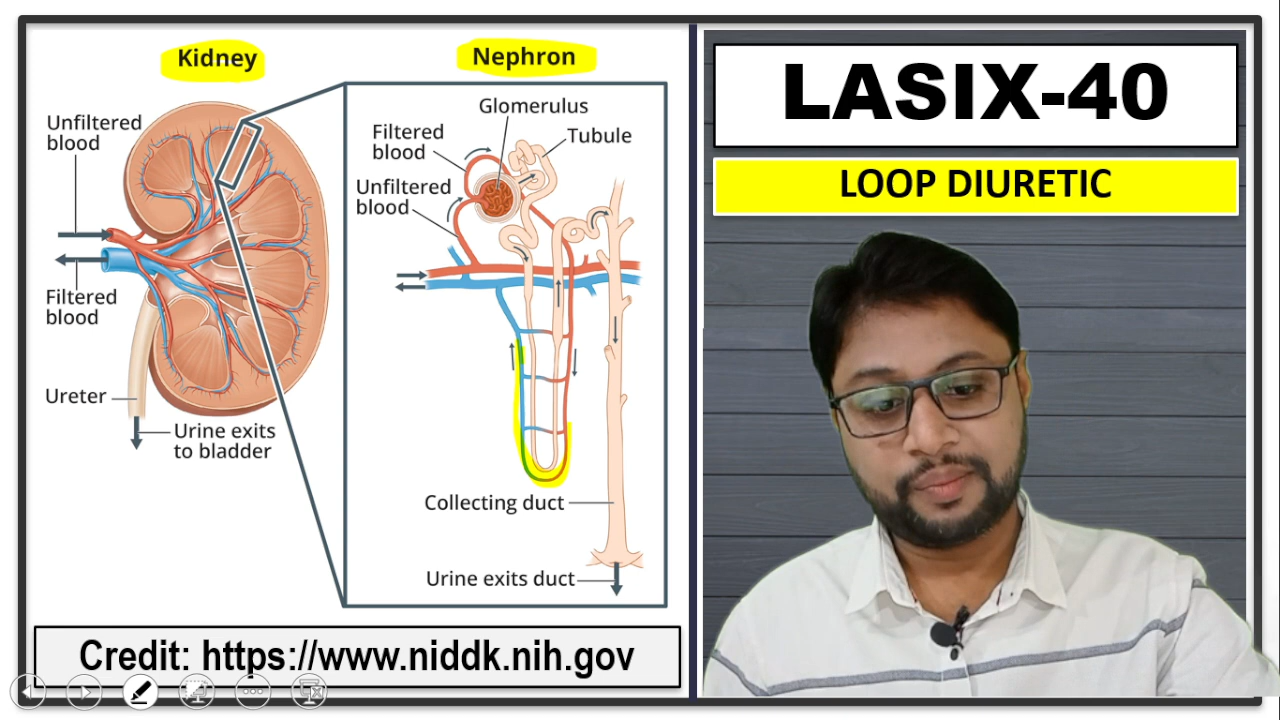 Kidney
Unfiltered
blood
Filtered
blood
Ureter
Urine exits
to bladder
Nephron
Glomerulus
Filtered
blood
Tubule
Unfiltered
blood
Collecting duct
Urine exits duct
Credit: https://www.niddk.nih.gov
LASIX-40
LOOP DIURETIC